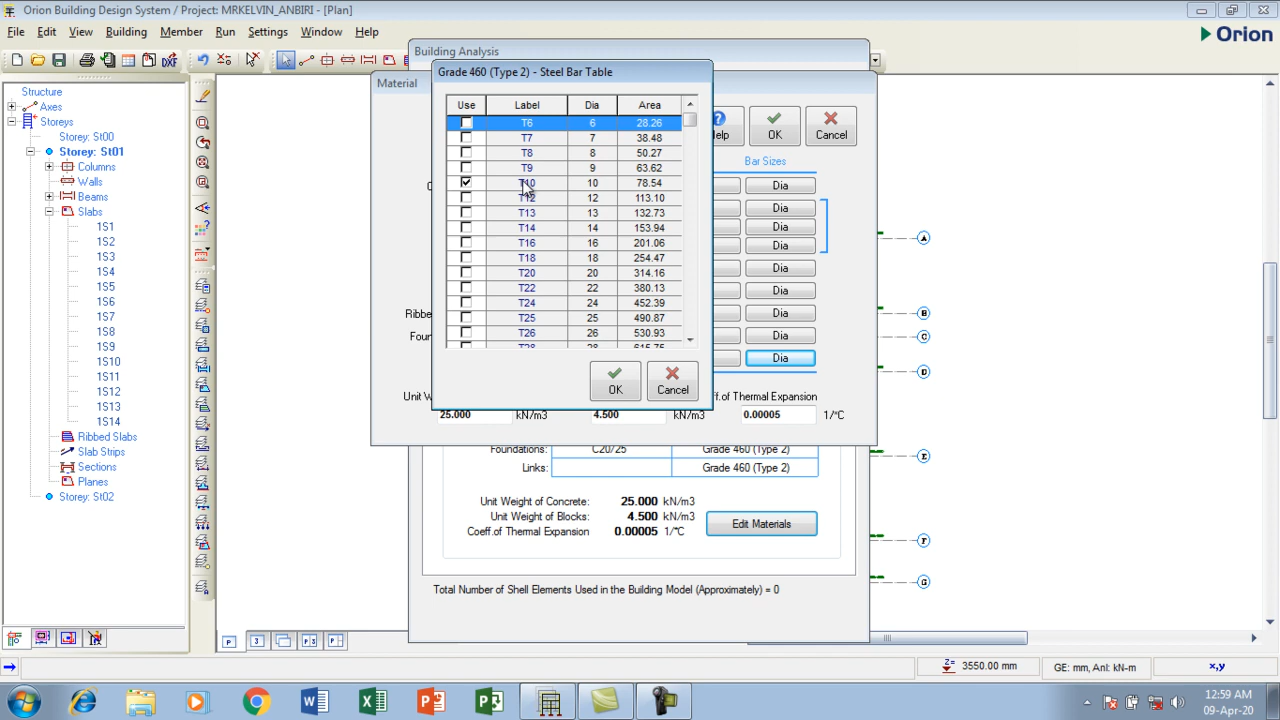 Orion Building Design System / Project: MRKELVIN_ANBIRI - [Plan]
File Edit View Building Member Run Settings Window Help
Orion
Structure
Axes
Storeys
Storey: St00
Storey: St01
Columns
Walls
Beams
Slabs
1S1
1S2
1S3
1S4
1S5
1S6
1S7
1S8
1S9
1S10
1S11
1S12
1S13
1S14
Ribbed Slabs
Slab Strips
Sections
Planes
Storey: St02
Building Analysis
Material
Grade 460 (Type 2) - Steel Bar Table
Use Label Dia Area
T6 6 28.26
T7 7 38.48
T8 8 50.27
T9 9 63.62
T10 10 78.54
T12 12 113.10
T13 13 132.73
T14 14 153.94
T16 16 201.06
T18 18 254.47
T20 20 314.16
T22 22 380.13
T24 24 452.39
T25 25 490.87
T26 26 530.93
T28 28 615.75
OK Cancel
OK Cancel
Bar Sizes
Dia
Dia
Dia
Dia
Dia
Dia
Dia
Dia
Dia
Ribbe
Foun
Unit W
Coeff.of Thermal Expansion
25.000 kN/m3 4.500 kN/m3 0.00005 1/°C
Foundations: C20/25 Grade 460 (Type 2)
Links: Grade 460 (Type 2)
Unit Weight of Concrete: 25.000 kN/m3
Unit Weight of Blocks: 4.500 kN/m3
Coeff.of Thermal Expansion 0.00005 1/°C
Edit Materials
Total Number of Shell Elements Used in the Building Model (Approximately) = 0
A
B
C
D
E
F
G
Z= 3550.00 mm
GE: mm, Anl: kN-m
x,y
12:59 AM
09-Apr-20